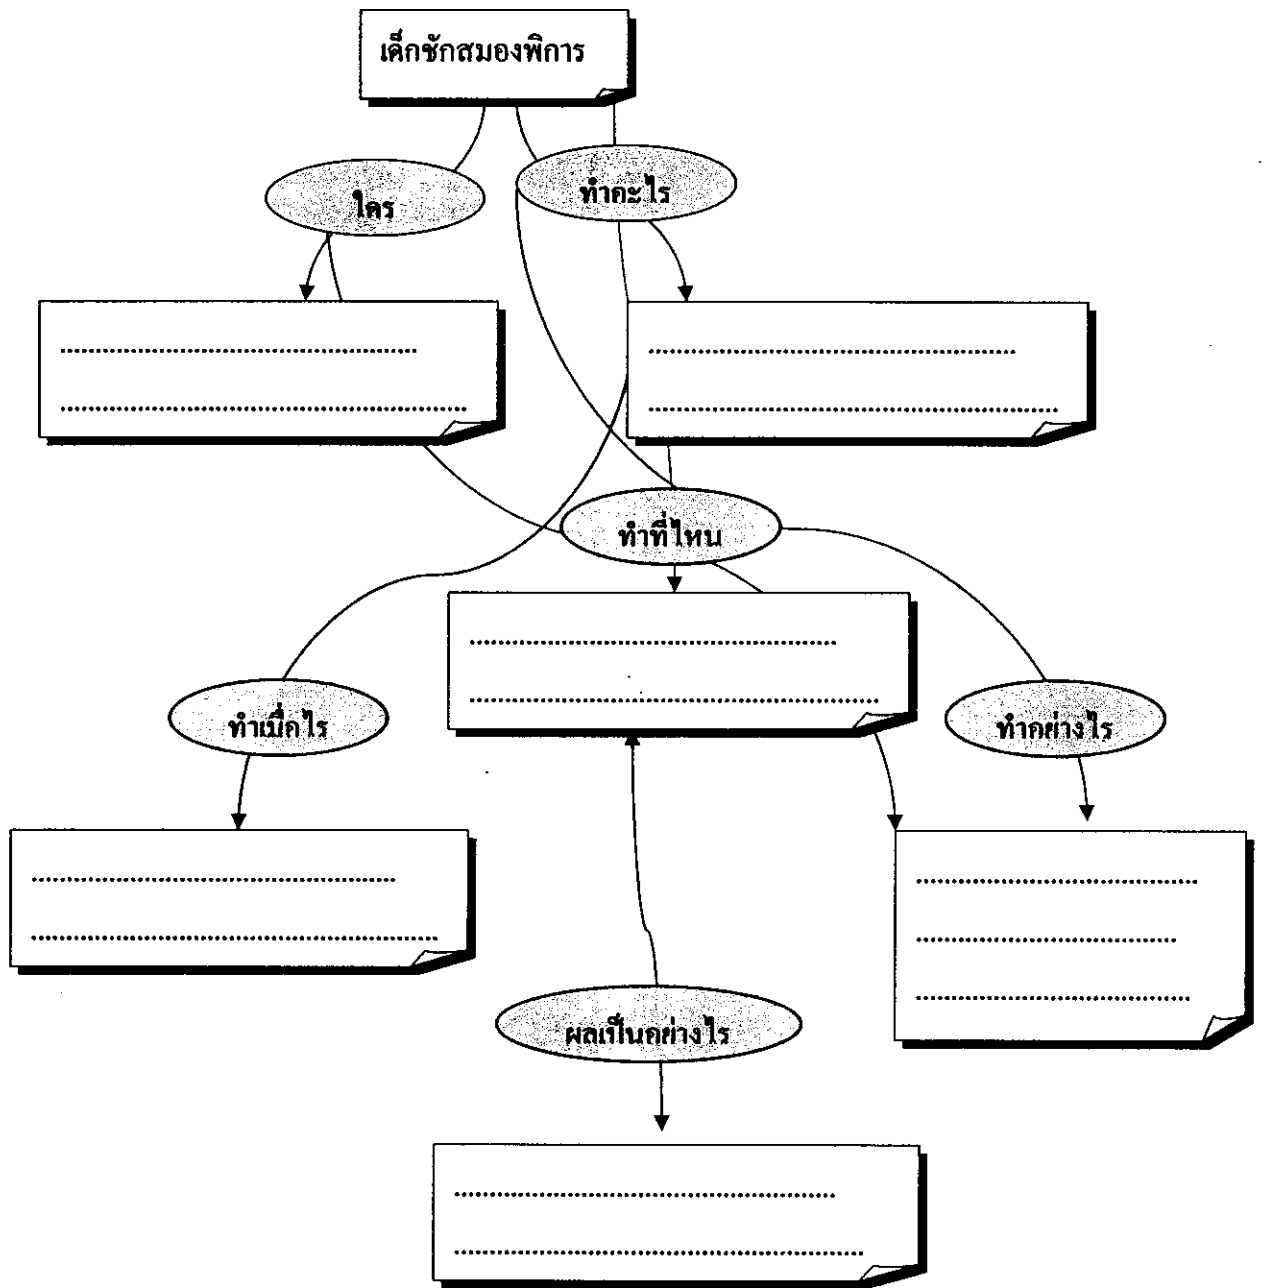 เด็กชักสมองพิการ
ใคร
ทำอะไร
..................................................
.........................................................
....................................................
.........................................................
ทำที่ไหน
....................................................
.........................................................
ทำเมื่อไร
ทำอย่างไร
....................................................
.........................................................
........................................
.....................................
.......................................
ผลเป็นอย่างไร
......................................................
..........................................................